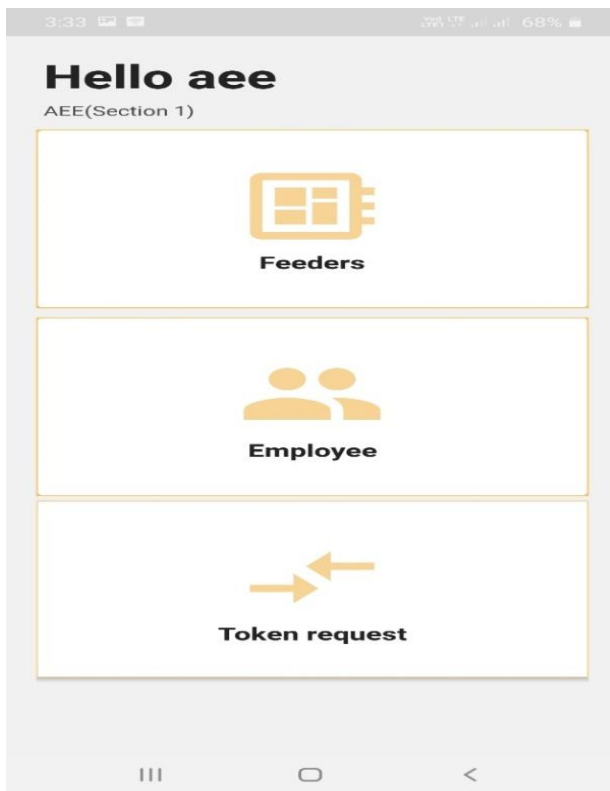 3:33 68%
Hello aee
AEE(Section 1)
Feeders
Employee
Token request